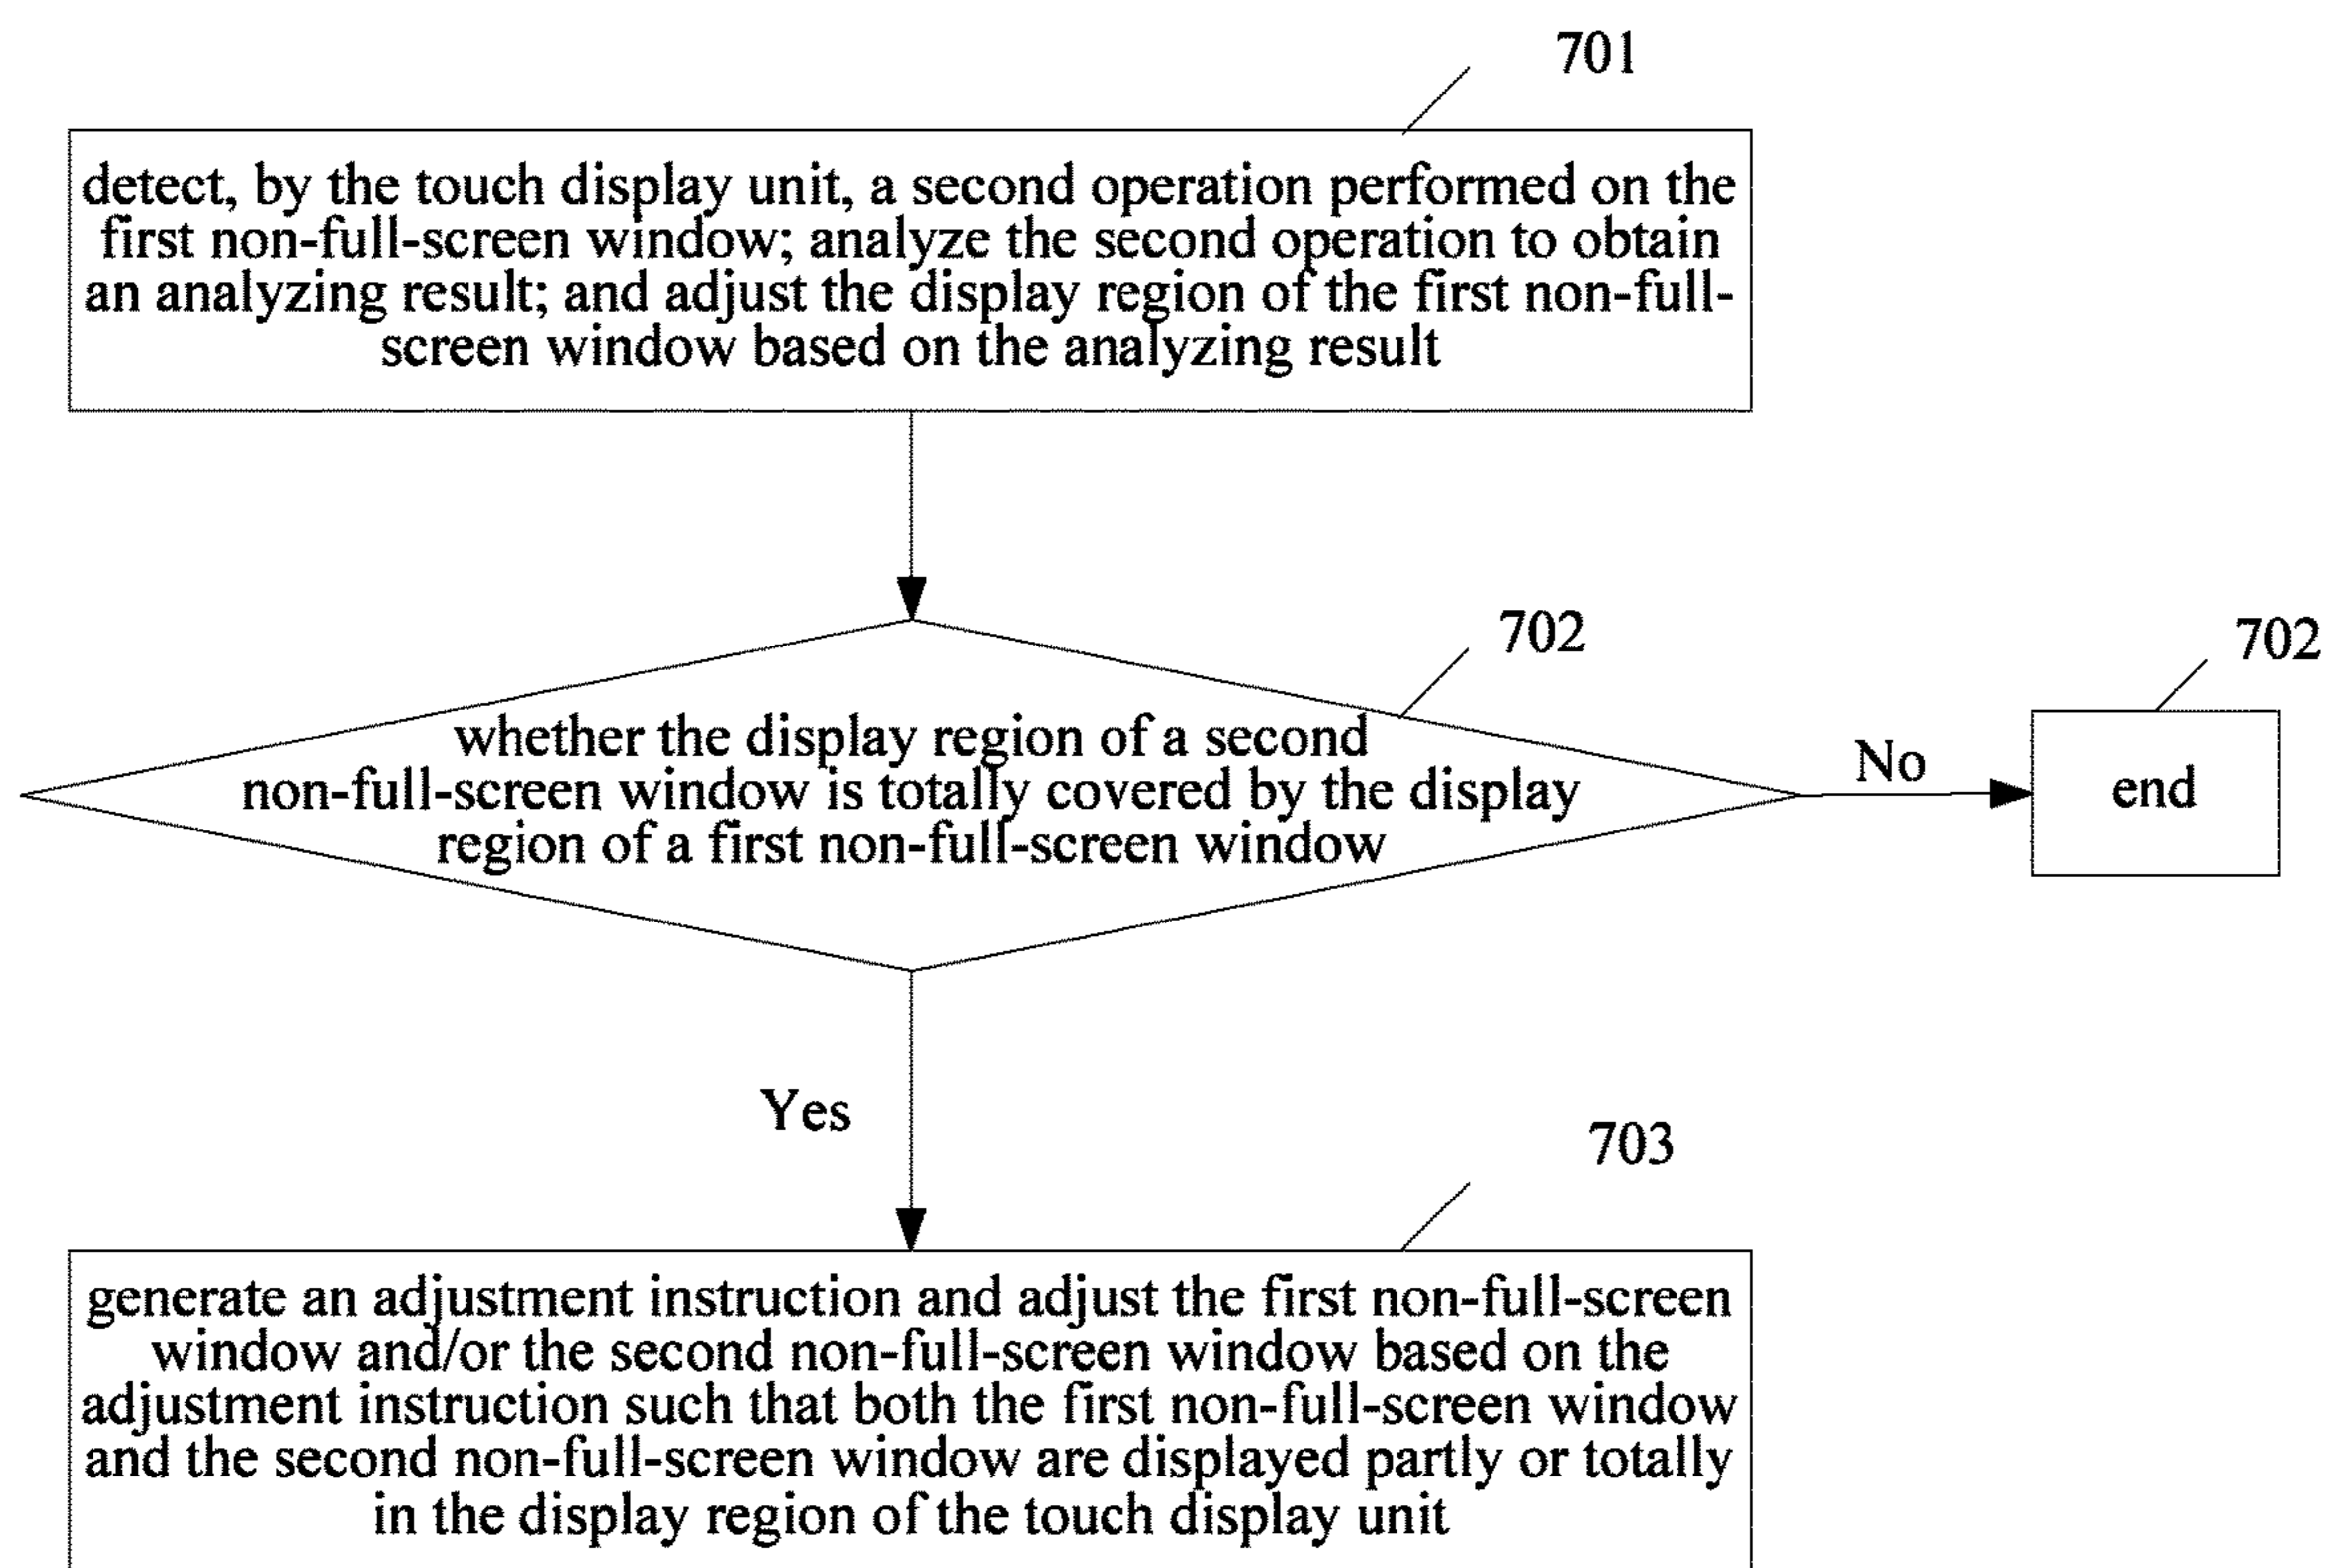 701
detect, by the touch display unit, a second operation performed on the
first non-full-screen window; analyze the second operation to obtain
an analyzing result; and adjust the display region of the first non-full-
screen window based on the analyzing result
702
702
whether the display region of a second
non-full-screen window is totally covered by the display
region of a first non-full-screen window
No
end
Yes
703
generate an adjustment instruction and adjust the first non-full-screen
window and/or the second non-full-screen window based on the
adjustment instruction such that both the first non-full-screen window
and the second non-full-screen window are displayed partly or totally
in the display region of the touch display unit